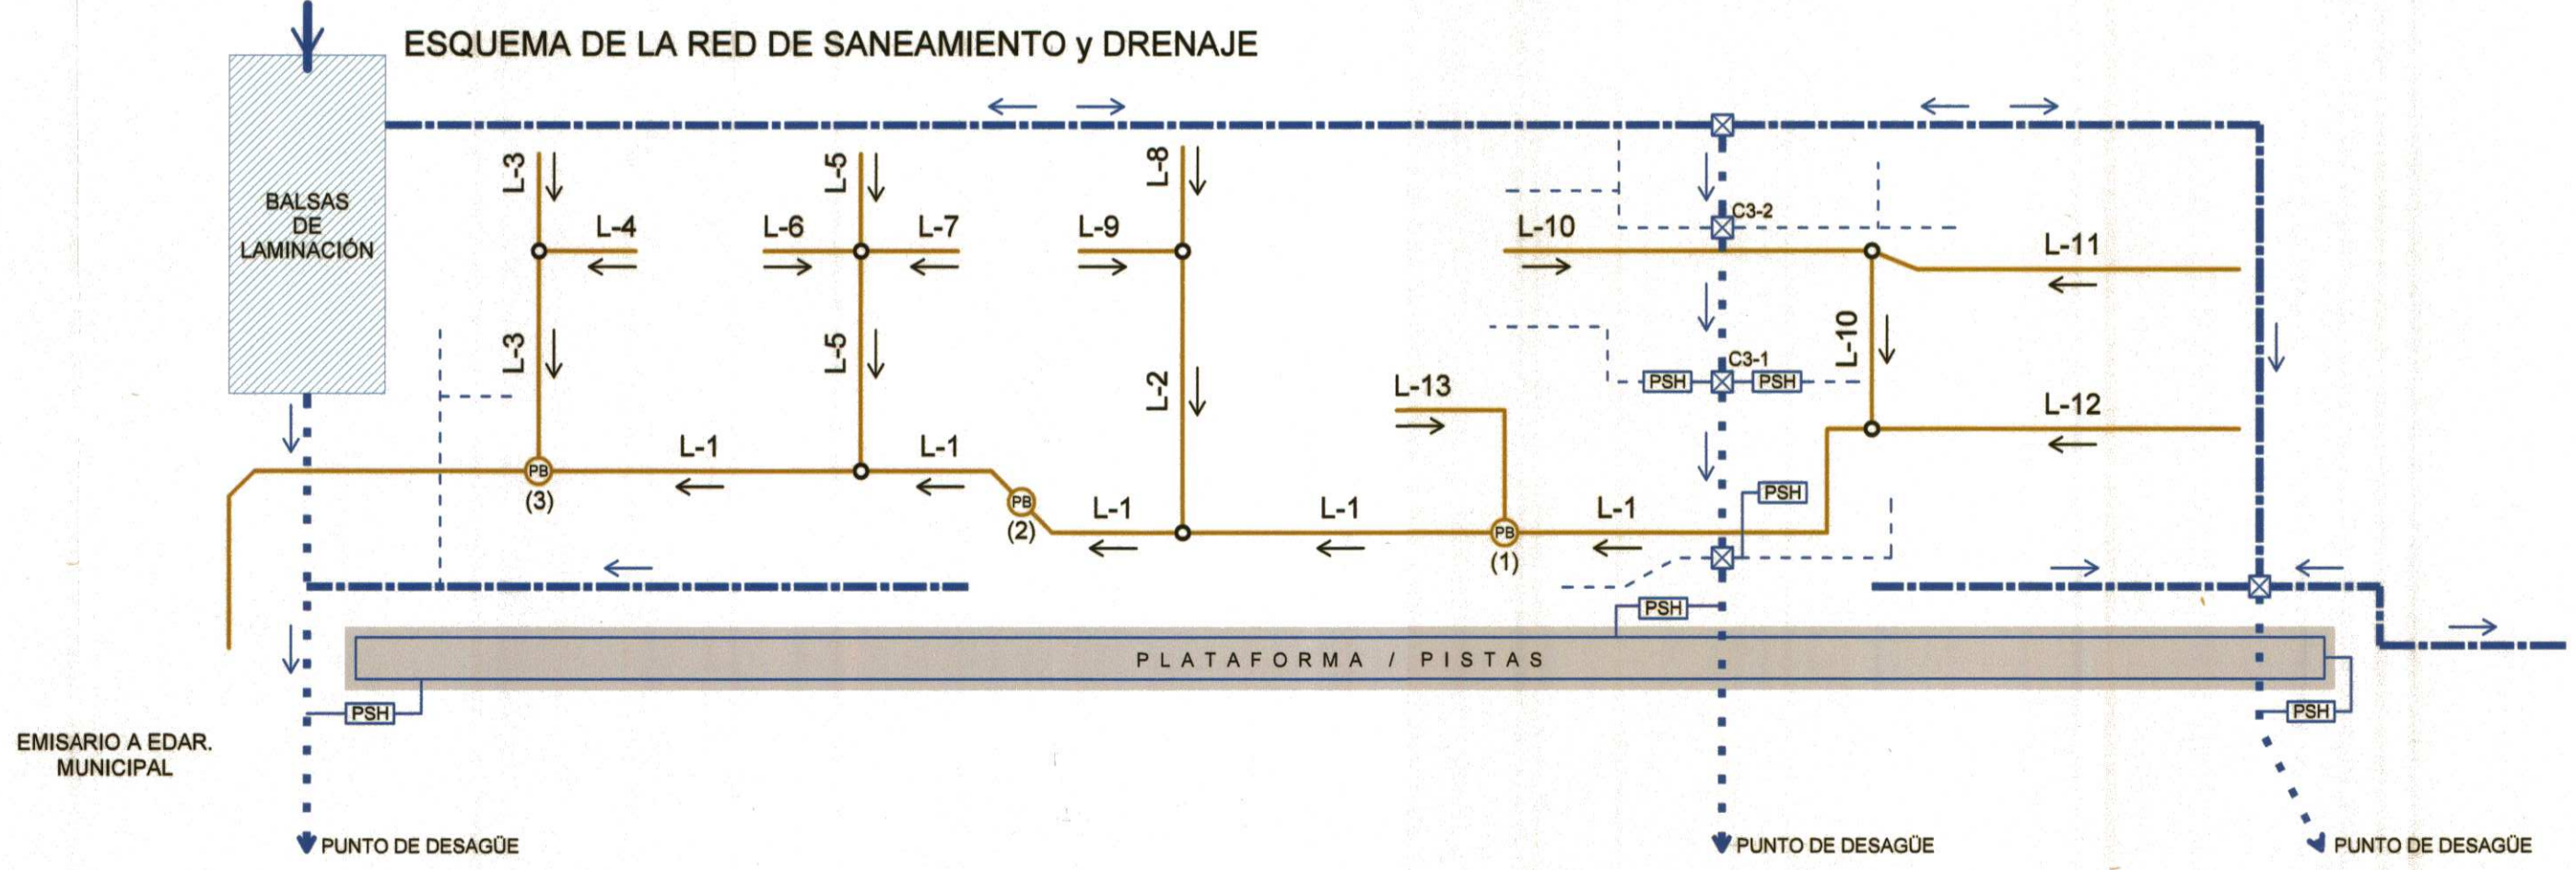 ESQUEMA DE LA RED DE SANEAMIENTO y DRENAJE
BALSAS
DE
LAMINACIÓN
L-3
L-5
L-8
L-4
L-6
L-7
L-9
L-10
C3-2
L-11
L-3
L-5
L-2
L-13
C3-1
PSH
PSH
L-10
L-12
L-1
L-1
PB
(3)
PB
(2)
L-1
L-1
PB
(1)
L-1
PSH
PSH
PLATAFORMA / PISTAS
PSH
PSH
EMISARIO A EDAR.
MUNICIPAL
PUNTO DE DESAGÜE
PUNTO DE DESAGÜE
PUNTO DE DESAGÜE